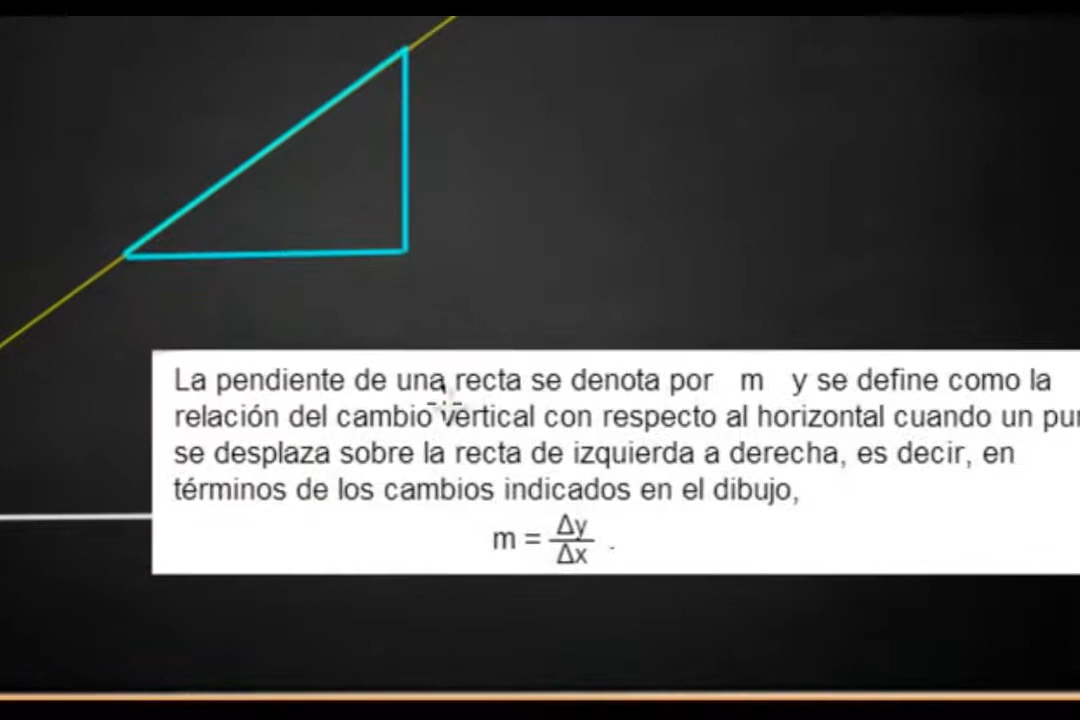 La pendiente de una recta se denota por m y se define como la
relación del cambio vertical con respecto al horizontal cuando un
se desplaza sobre la recta de izquierda a derecha, es decir, en
términos de los cambios indicados en el dibujo,
m = Δy/Δx .